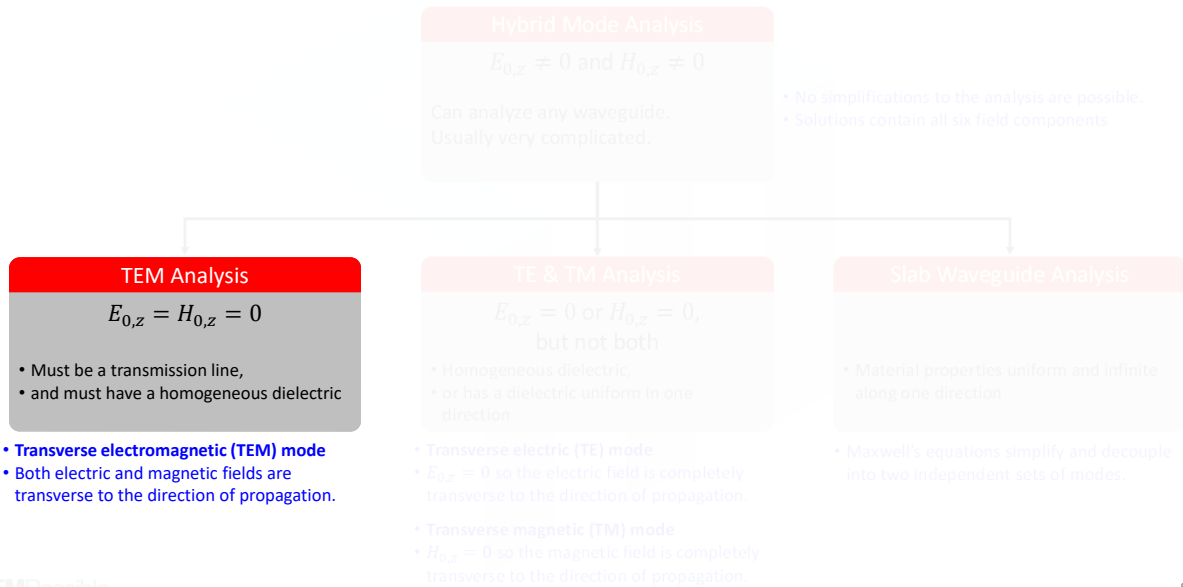 Hybrid Mode Analysis
E₀,z ≠ 0 and H₀,z ≠ 0
Can analyze any waveguide.
Usually very complicated.
• No simplifications to the analysis are possible.
• Solutions contain all six field components
TEM Analysis
E₀,z = H₀,z = 0
• Must be a transmission line,
• and must have a homogeneous dielectric
• Transverse electromagnetic (TEM) mode
• Both electric and magnetic fields are
transverse to the direction of propagation.
TE & TM Analysis
E₀,z = 0 or H₀,z = 0,
but not both
• Homogeneous dielectric,
• or has a dielectric uniform in one
direction
• Transverse electric (TE) mode
• E₀,z = 0 so the electric field is completely
transverse to the direction of propagation.
• Transverse magnetic (TM) mode
• H₀,z = 0 so the magnetic field is completely
transverse to the direction of propagation.
Slab Waveguide Analysis
• Material properties uniform and infinite
along one direction
• Maxwell's equations simplify and decouple
into two independent sets of modes.